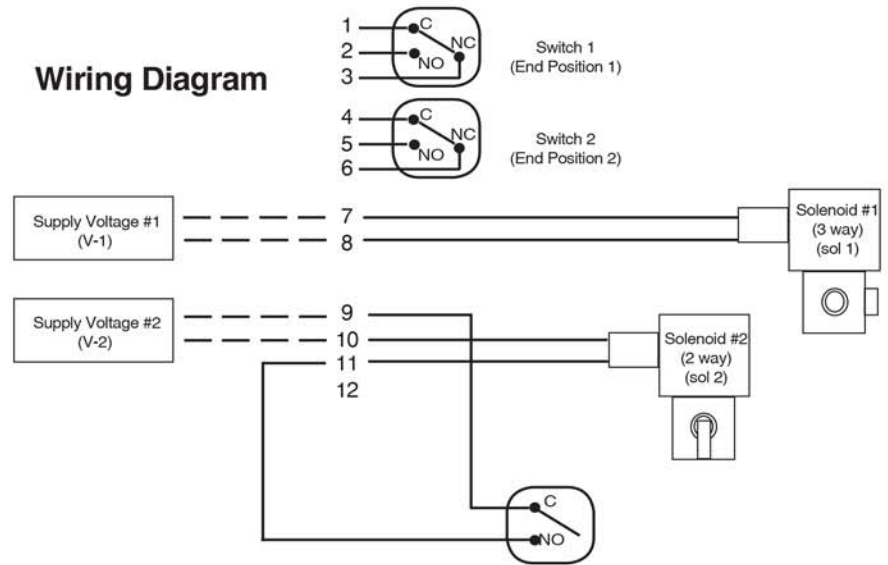 Wiring Diagram
1
2
3
C
NC
NO
Switch 1
(End Position 1)
4
5
6
C
NC
NO
Switch 2
(End Position 2)
Supply Voltage #1
(V-1)
7
8
Solenoid #1
(3 way)
(sol 1)
Supply Voltage #2
(V-2)
9
10
11
12
Solenoid #2
(2 way)
(sol 2)
C
NO